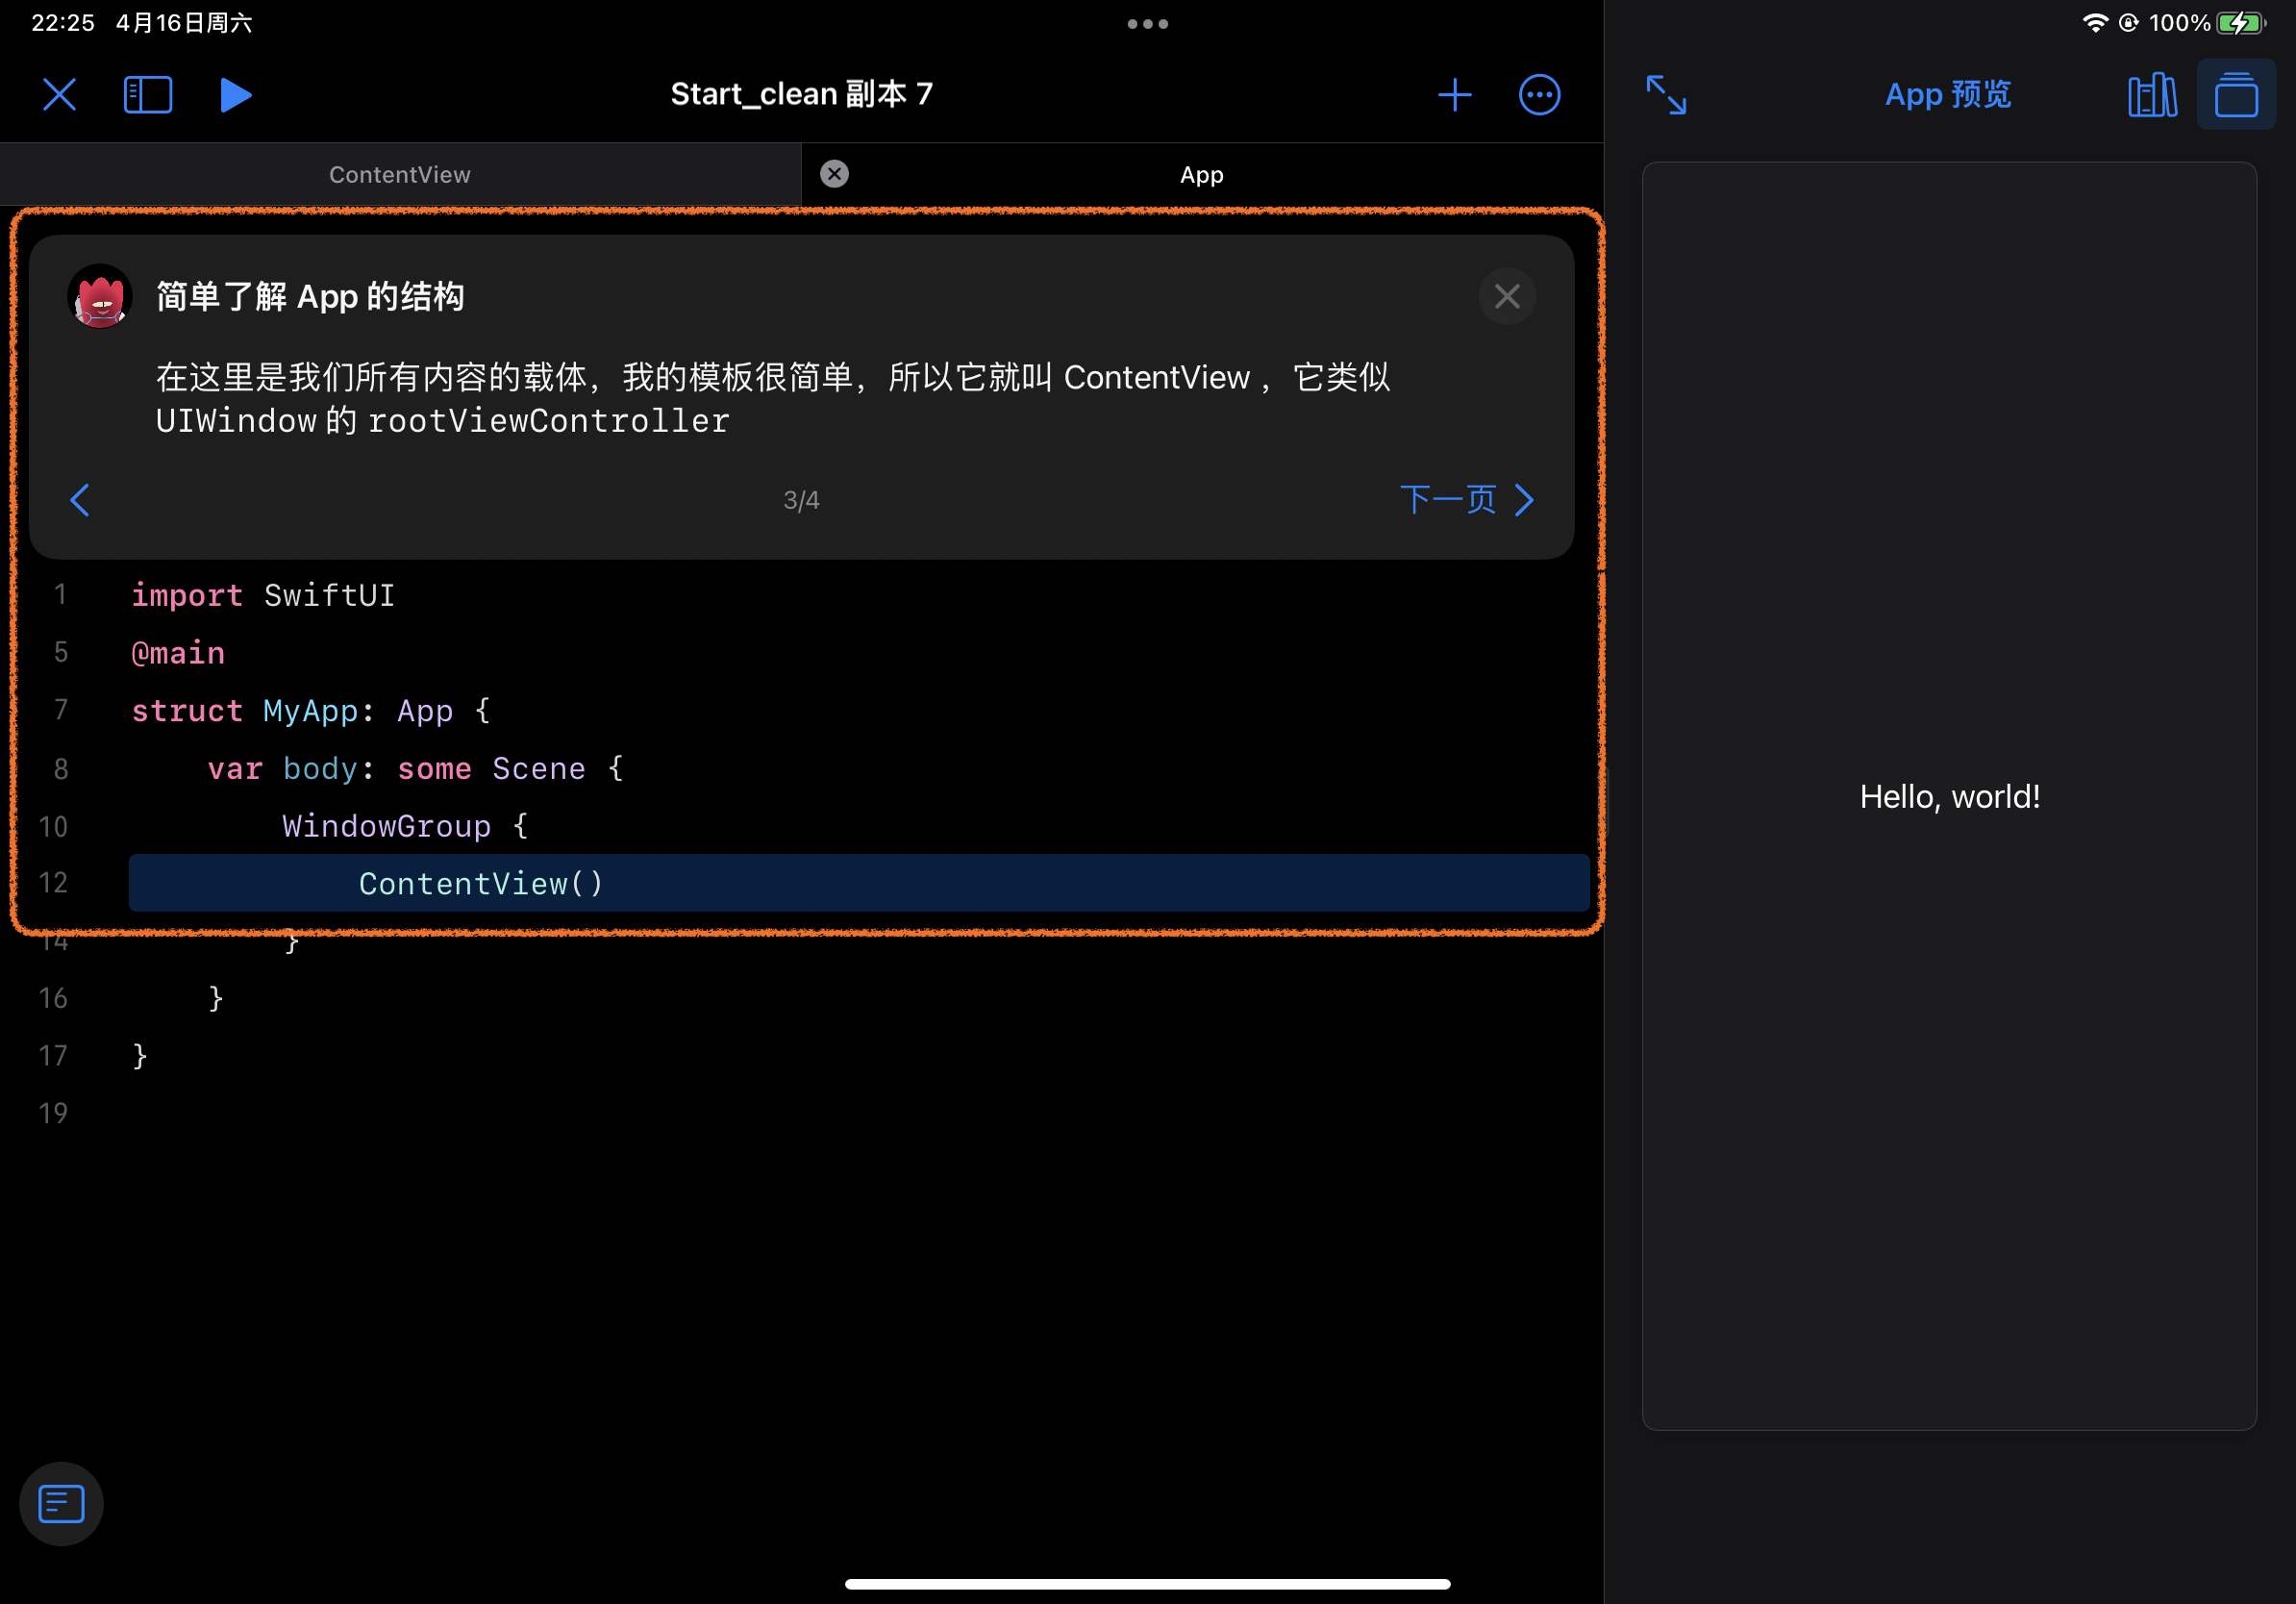 22:25 4月16日周六
100%
Start_clean 副本 7
App 预览
ContentView
App
简单了解 App 的结构
在这里是我们所有内容的载体，我的模板很简单，所以它就叫 ContentView ，它类似
UIWindow 的 rootViewController
3/4
下一页
1 import SwiftUI
5 @main
7 struct MyApp: App {
8     var body: some Scene {
10         WindowGroup {
12             ContentView()
14         }
16     }
17 }
19
Hello, world!